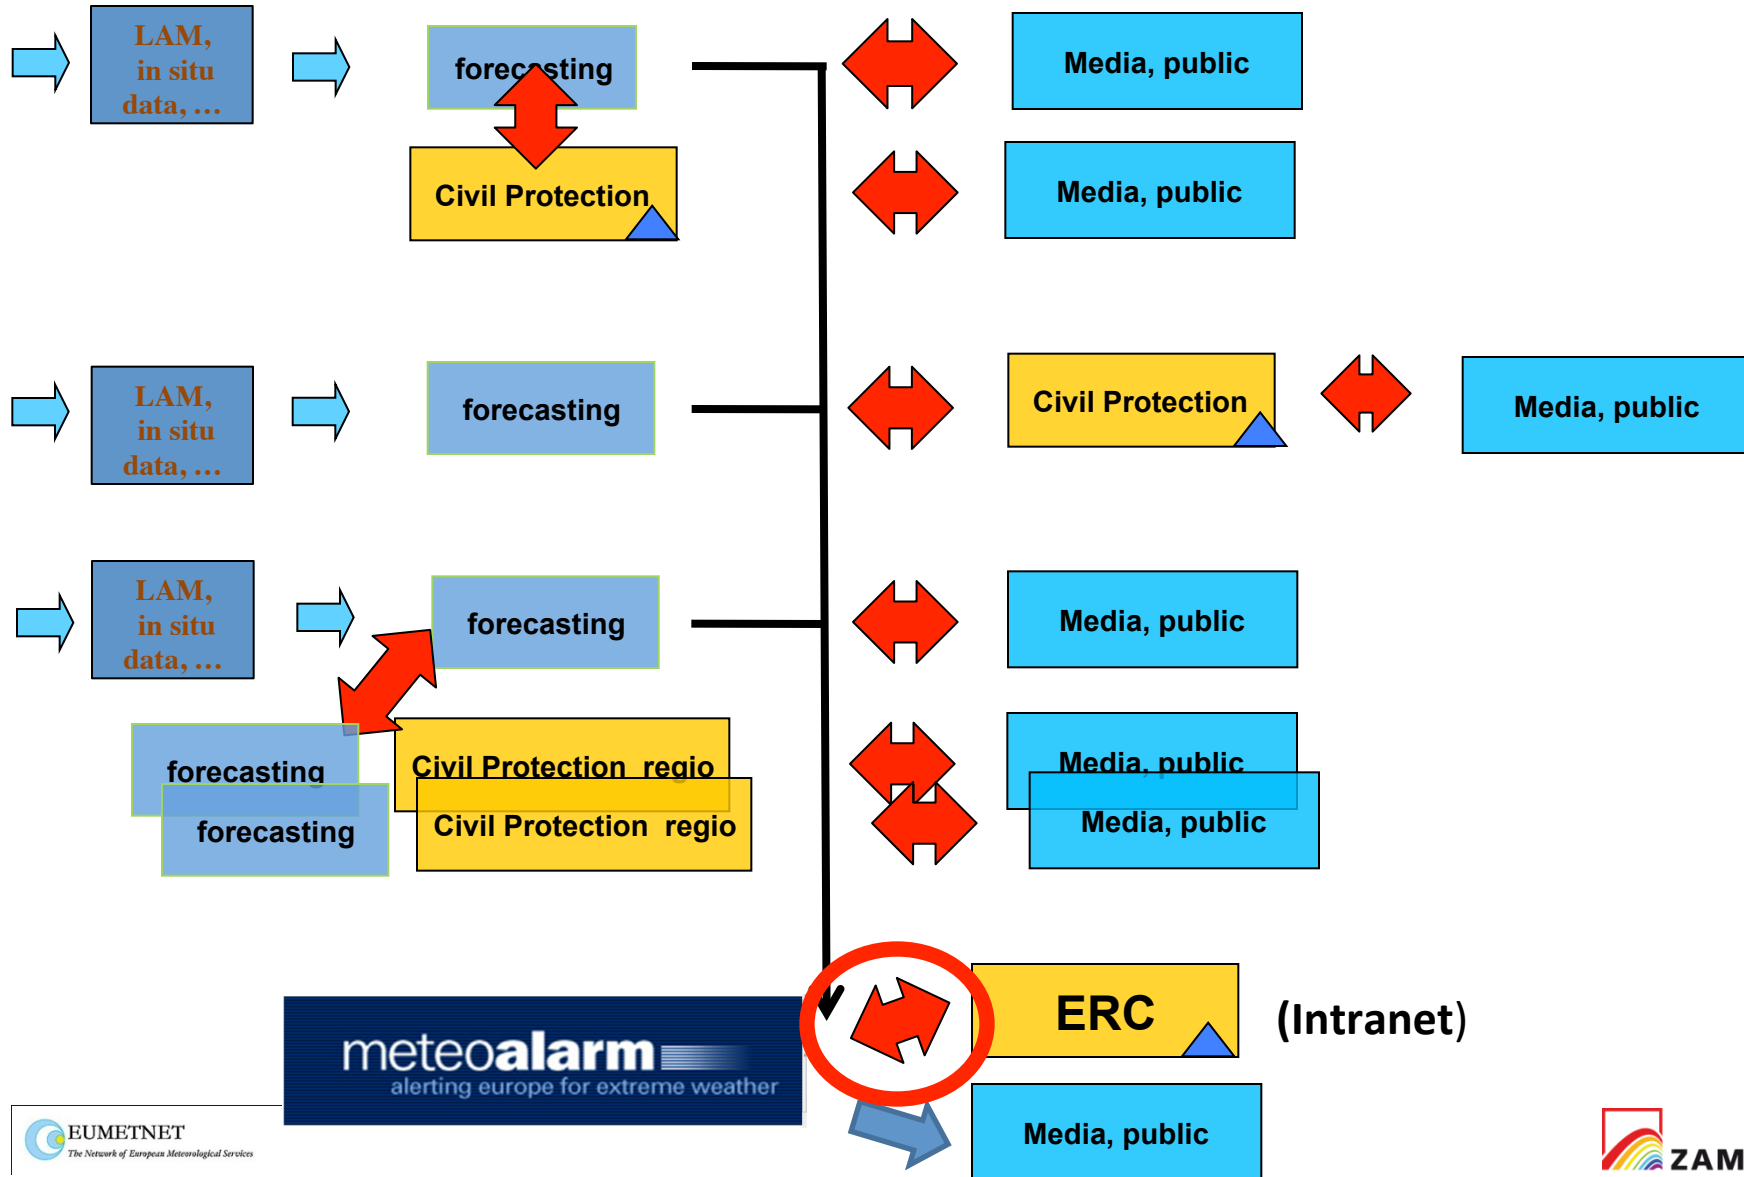 LAM,
in situ
data, …
forecasting
Media, public
Civil Protection
Media, public
LAM,
in situ
data, …
forecasting
Civil Protection
Media, public
LAM,
in situ
data, …
forecasting
Media, public
forecasting
Civil Protection regio
Media, public
forecasting
Civil Protection regio
Media, public
meteoalarm
alerting europe for extreme weather
ERC
(Intranet)
Media, public
EUMETNET
The Network of European Meteorological Services
ZAM